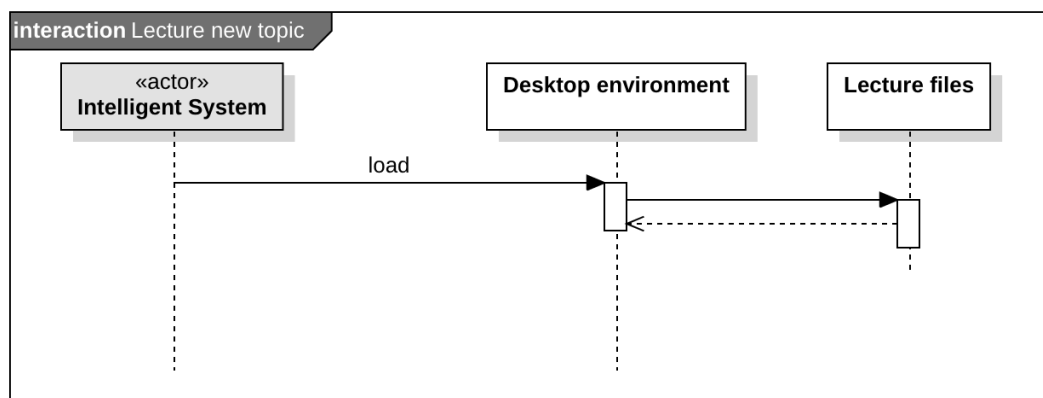 interaction Lecture new topic
«actor»
Intelligent System
Desktop environment
Lecture files
load